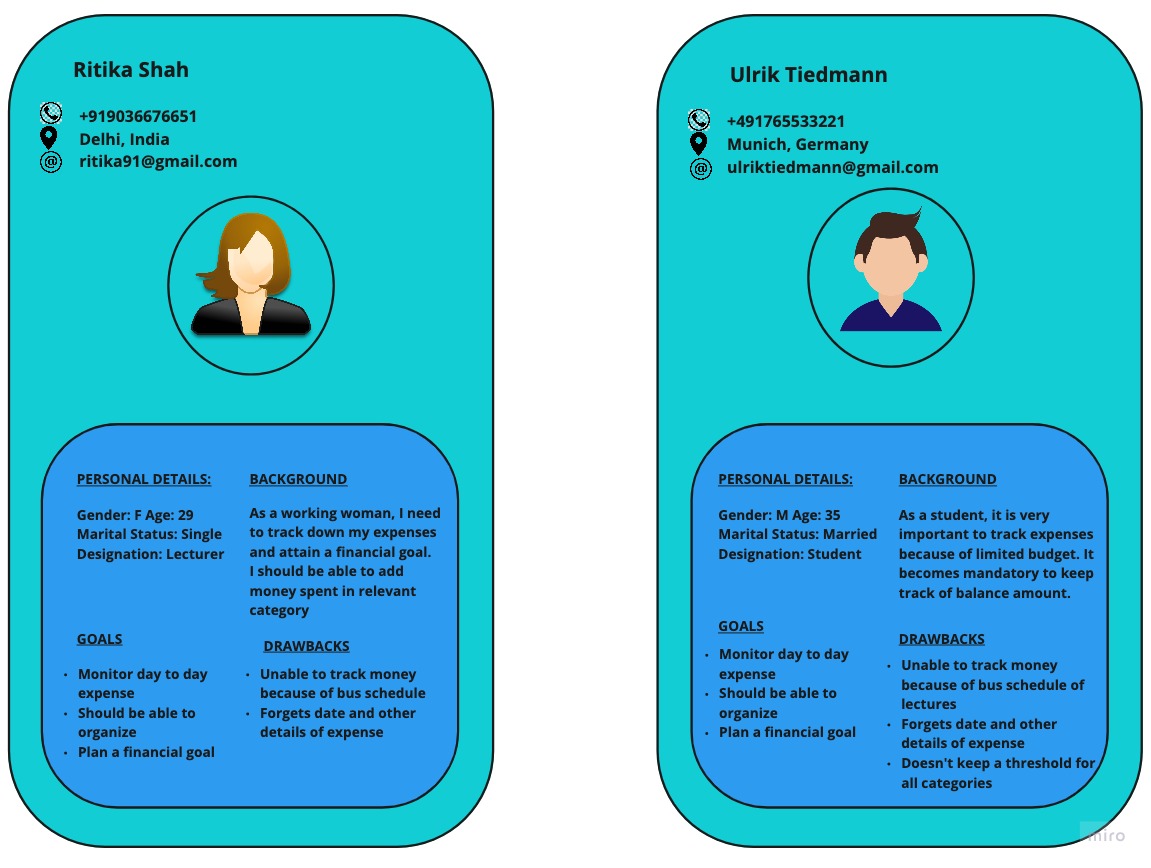 Ritika Shah
+919036676651
Delhi, India
ritika91@gmail.com
PERSONAL DETAILS:
Gender: F Age: 29
Marital Status: Single
Designation: Lecturer
BACKGROUND
As a working woman, I need
to track down my expenses
and attain a financial goal.
I should be able to add
money spent in relevant
category
GOALS
• Monitor day to day
expense
• Should be able to
organize
• Plan a financial goal
DRAWBACKS
• Unable to track money
because of bus schedule
• Forgets date and other
details of expense
Ulrik Tiedmann
+491765533221
Munich, Germany
ulriktiedmann@gmail.com
PERSONAL DETAILS:
Gender: M Age: 35
Marital Status: Married
Designation: Student
BACKGROUND
As a student, it is very
important to track expenses
because of limited budget. It
becomes mandatory to keep
track of balance amount.
GOALS
• Monitor day to day
expense
• Should be able to
organize
• Plan a financial goal
DRAWBACKS
• Unable to track money
because of bus schedule of
lectures
• Forgets date and other
details of expense
• Doesn't keep a threshold for
all categories
miro